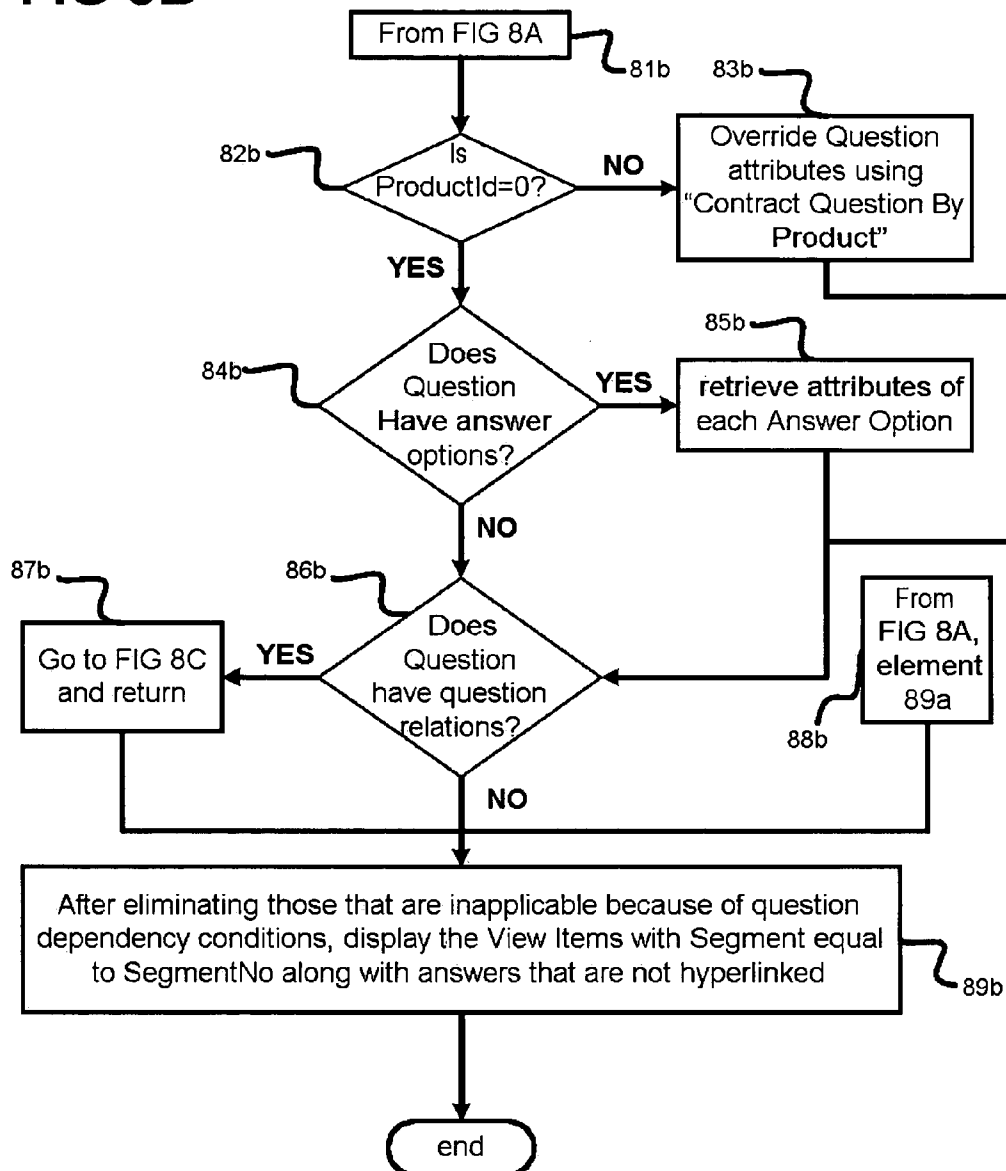 From FIG 8A
81b
83b
82b
Is
ProductId=0?
NO
Override Question
attributes using
“Contract Question By
Product”
YES
85b
84b
Does
Question
Have answer
options?
YES
retrieve attributes of
each Answer Option
NO
87b
86b
Does
Question
have question
relations?
YES
Go to FIG 8C
and return
From
FIG 8A,
element
89a
88b
NO
After eliminating those that are inapplicable because of question
dependency conditions, display the View Items with Segment equal
to SegmentNo along with answers that are not hyperlinked
89b
end